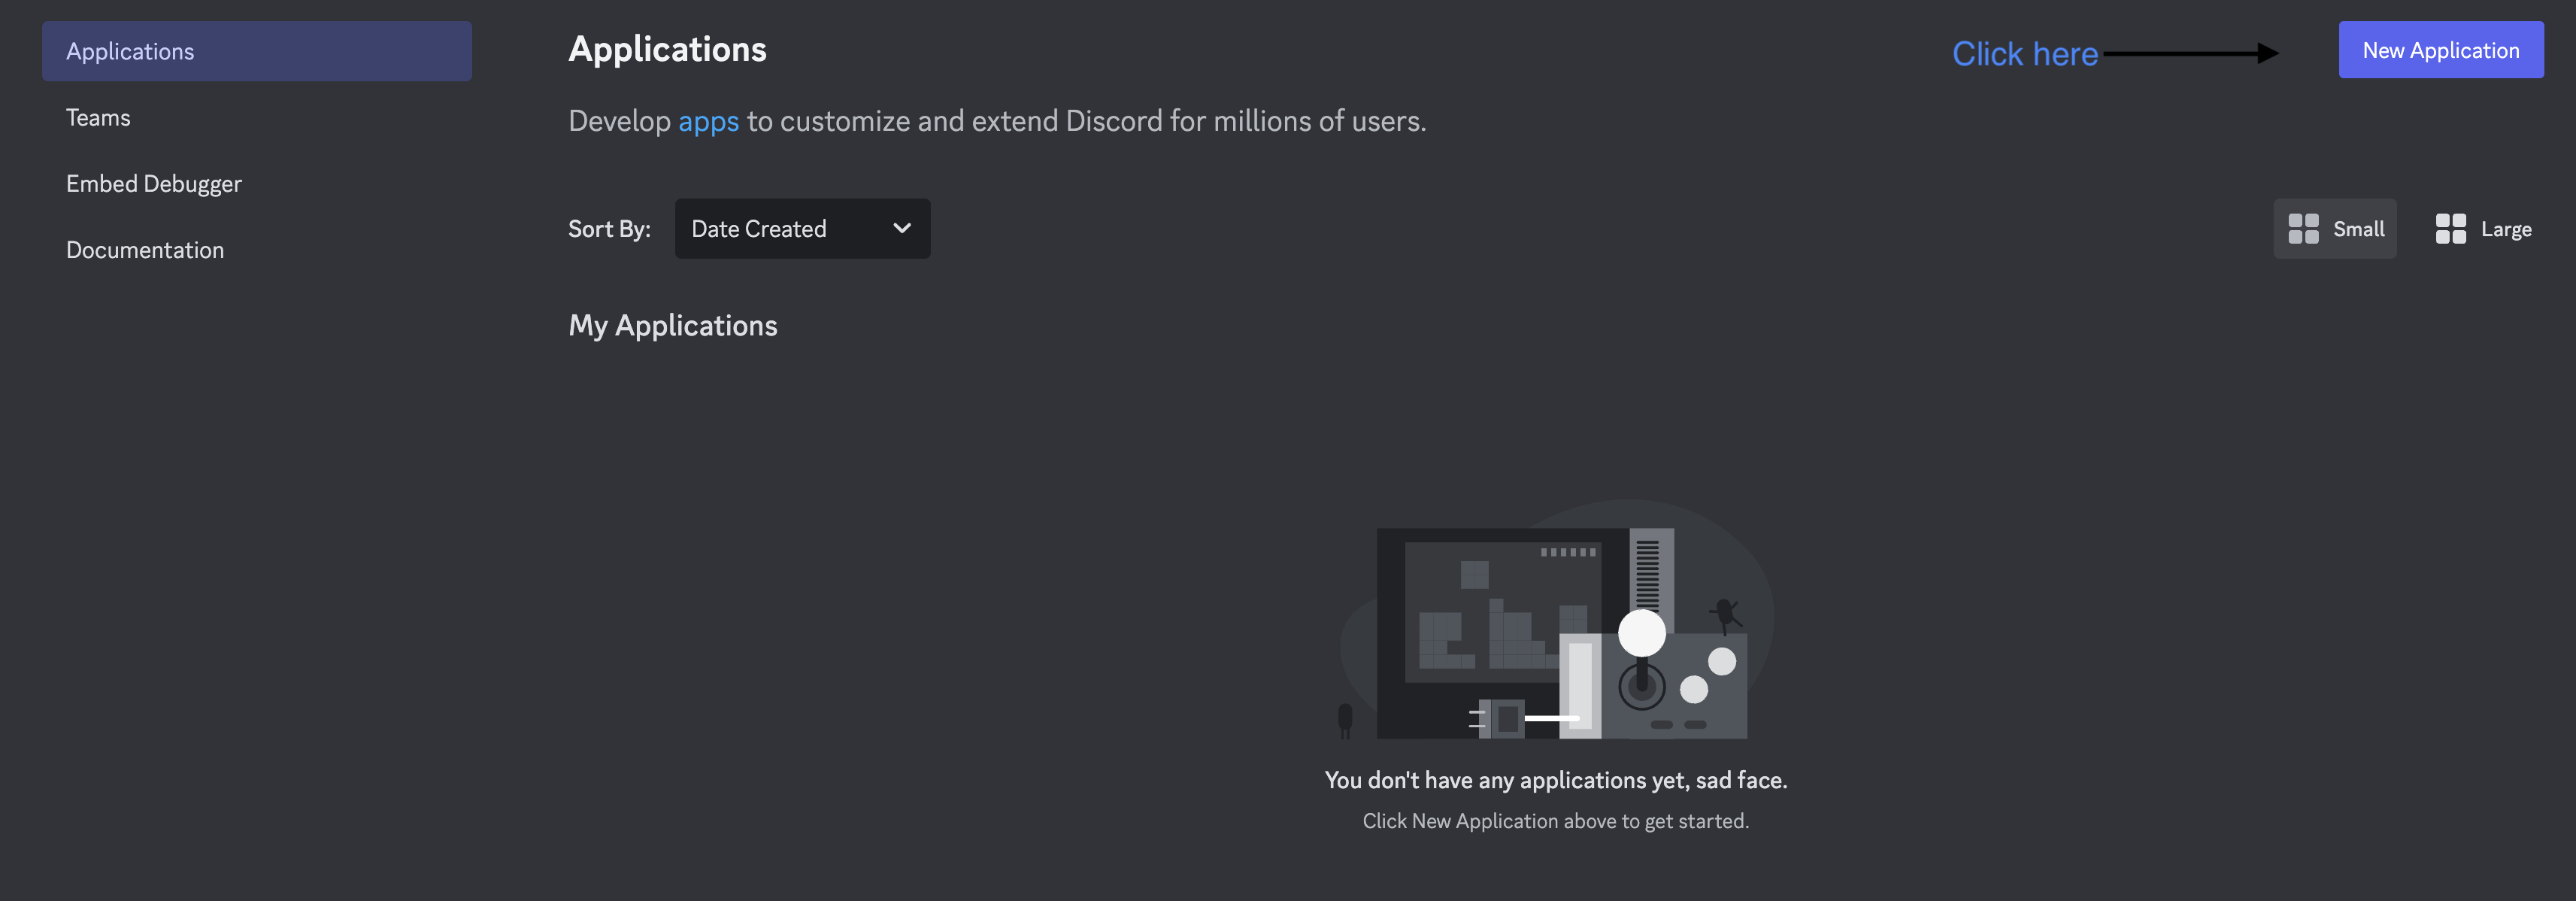 Applications
Teams
Embed Debugger
Documentation
Applications
Click here
New Application
Develop apps to customize and extend Discord for millions of users.
Sort By:
Date Created
Small
Large
My Applications
You don't have any applications yet, sad face.
Click New Application above to get started.